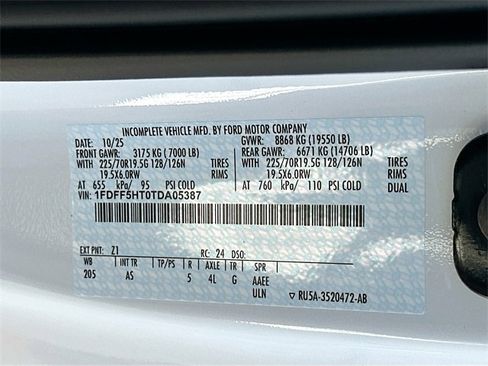 INCOMPLETE VEHICLE MFD. BY FORD MOTOR COMPANY
DATE: 10/25 GVWR: 8868 KG (19550 LB)
FRONT GAWR: 3175 KG (7000 LB) REAR GAWR: 6671 KG (14706 LB)
WITH 225/70R19.5G 128/126N TIRES WITH 225/70R19.5G 128/126N TIRES
19.5X6.0RW 19.5X6.0RW
AT 655 kPa/ 95 PSI COLD AT 760 kPa/ 110 PSI COLD DUAL
VIN: 1FDFF5HT0TDA05387
EXT PNT: Z1 RC: 24 DSO:
WB INT TR TP/PS R AXLE TR SPR
205 AS 5 4L G AAEE
ULN ▽ RU5A-3520472-AB